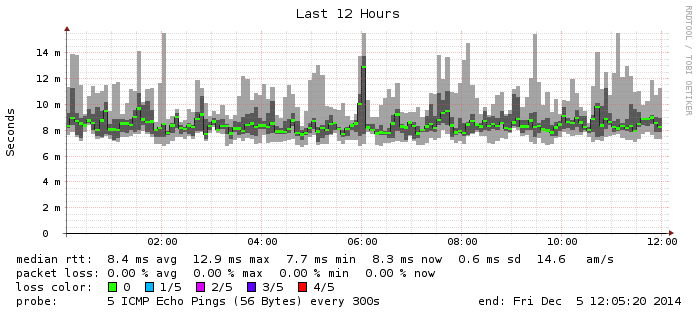 Last 12 Hours
RRDTOOL / TOBI OETIKER
Seconds
14 m
12 m
10 m
8 m
6 m
4 m
2 m
0
02:00 04:00 06:00 08:00 10:00 12:00
median rtt: 8.4 ms avg 12.9 ms max 7.7 ms min 8.3 ms now 0.6 ms sd 14.6 am/s
packet loss: 0.00 % avg 0.00 % max 0.00 % min 0.00 % now
loss color: 0 1/5 2/5 3/5 4/5
probe: 5 ICMP Echo Pings (56 Bytes) every 300s end: Fri Dec 5 12:05:20 2014